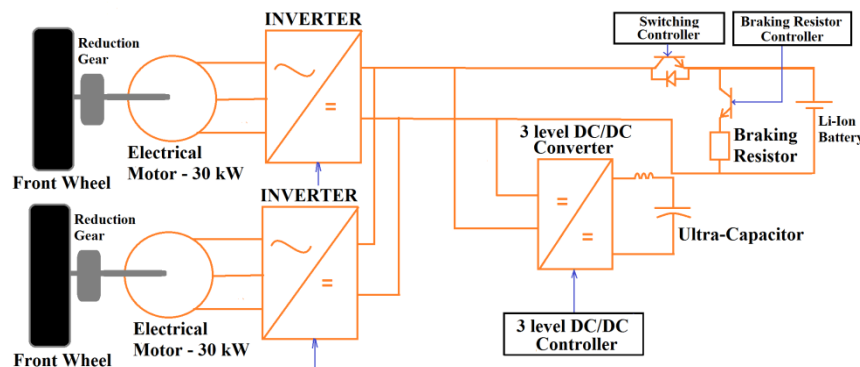 INVERTER
Switching
Controller
Braking Resistor
Controller
Reduction
Gear
=
Li-Ion
Battery
Braking
Resistor
3 level DC/DC
Converter
Electrical
Motor - 30 kW
Front Wheel
INVERTER
=
=
Reduction
Gear
=
Ultra-Capacitor
Electrical
Motor - 30 kW
3 level DC/DC
Controller
Front Wheel